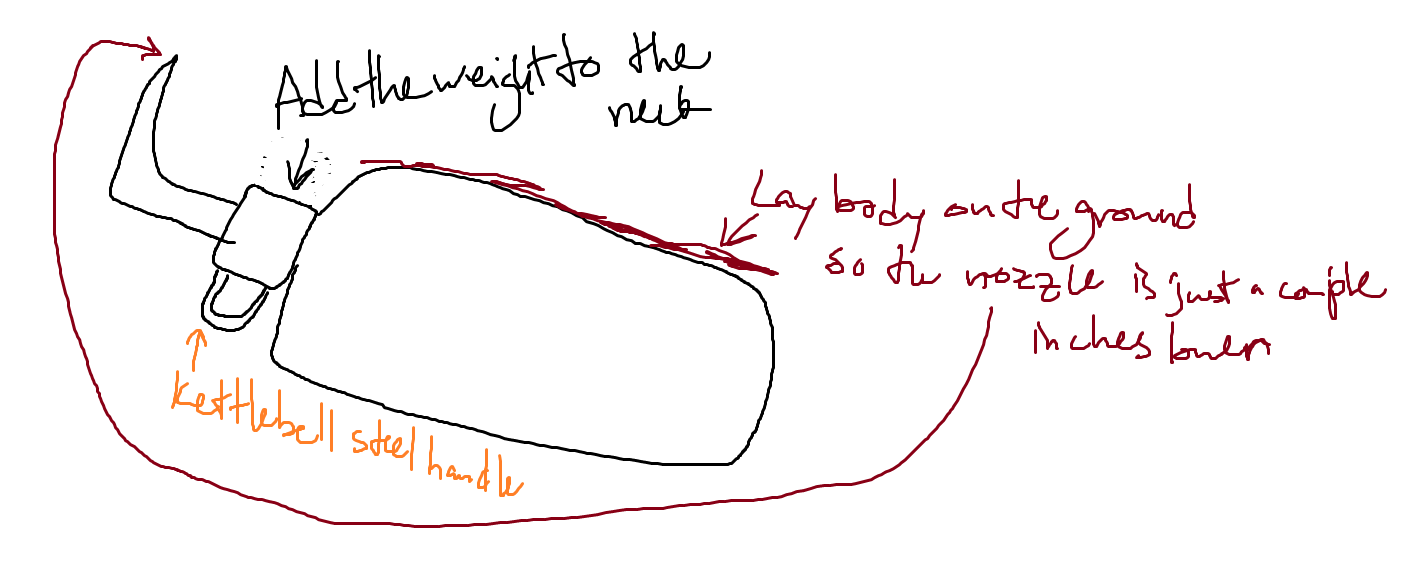 Add the weight to the
neck
Lay body on the ground
so the nozzle is just a couple
inches lower
Kettlebell steel handle